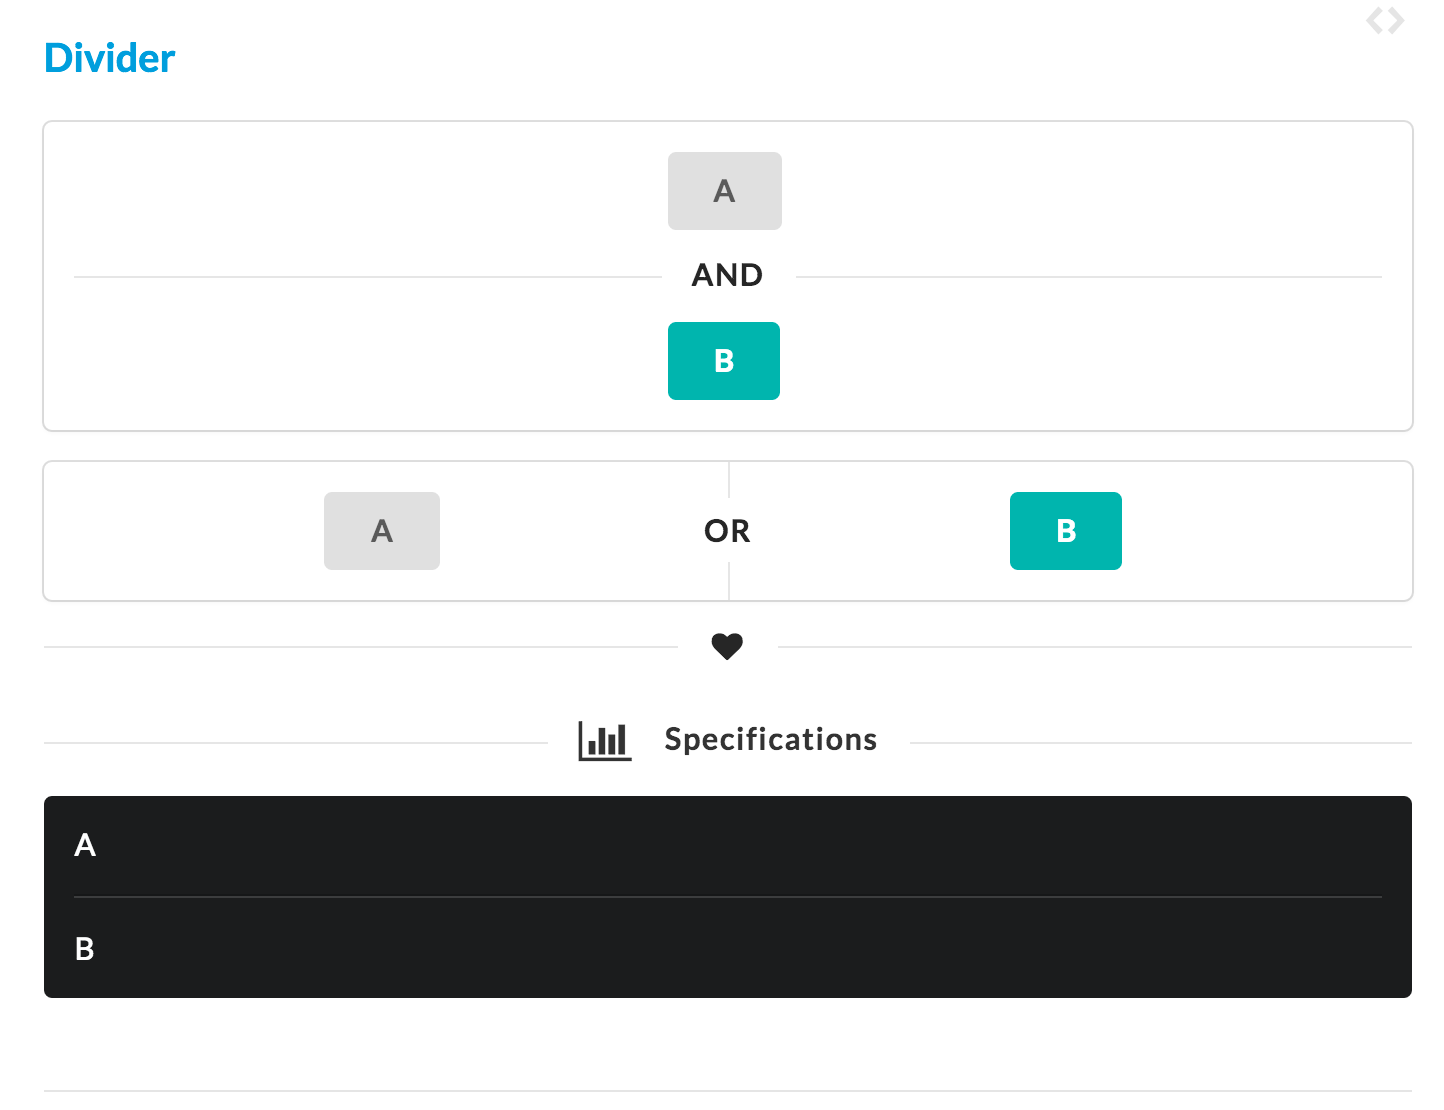 Divider
A
AND
B
A OR B
Specifications
A
B